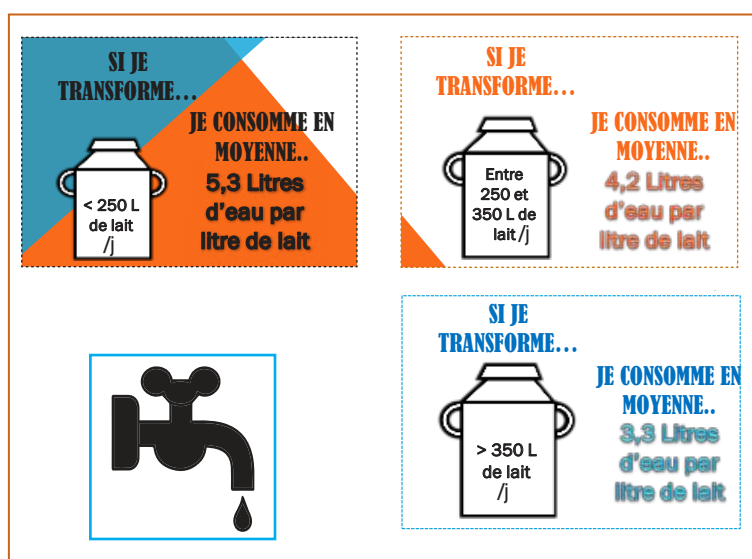 SI JE
TRANSFORME…
JE CONSOMME EN
MOYENNE..
5,3 Litres
d'eau par
litre de lait
< 250 L
de lait
/j
SI JE
TRANSFORME…
JE CONSOMME EN
MOYENNE..
4,2 Litres
d'eau par
litre de lait
Entre
250 et
350 L de
lait /j
SI JE
TRANSFORME…
JE CONSOMME EN
MOYENNE..
3,3 Litres
d'eau par
litre de lait
> 350 L
de lait
/j